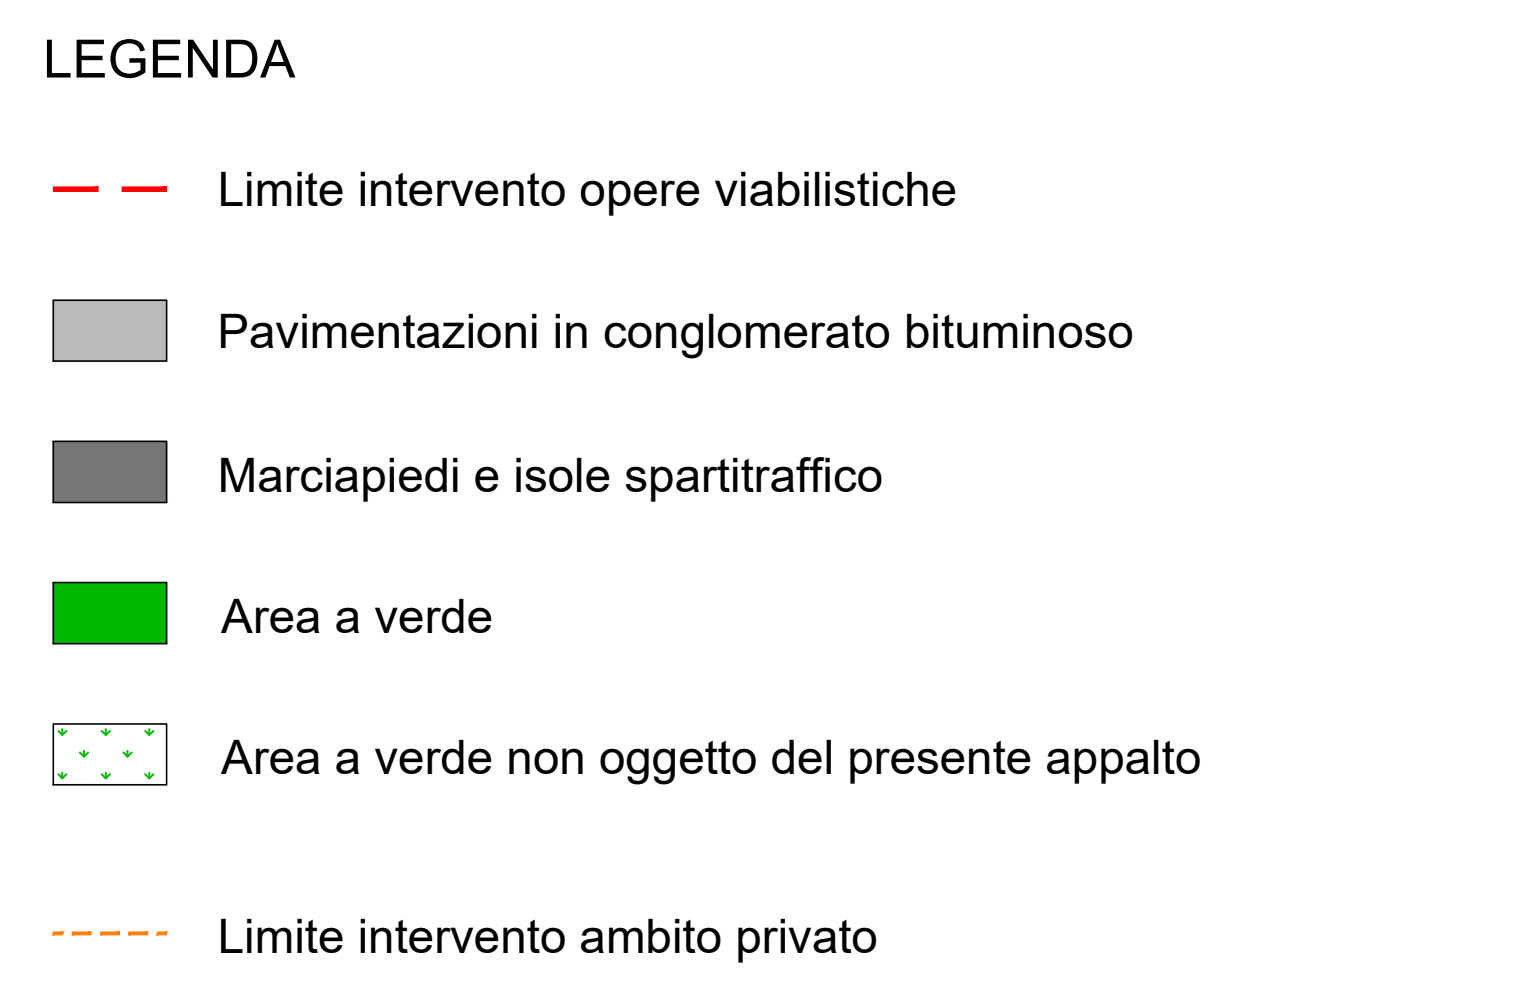 LEGENDA
Limite intervento opere viabilistiche
Pavimentazioni in conglomerato bituminoso
Marciapiedi e isole spartitraffico
Area a verde
Area a verde non oggetto del presente appalto
Limite intervento ambito privato